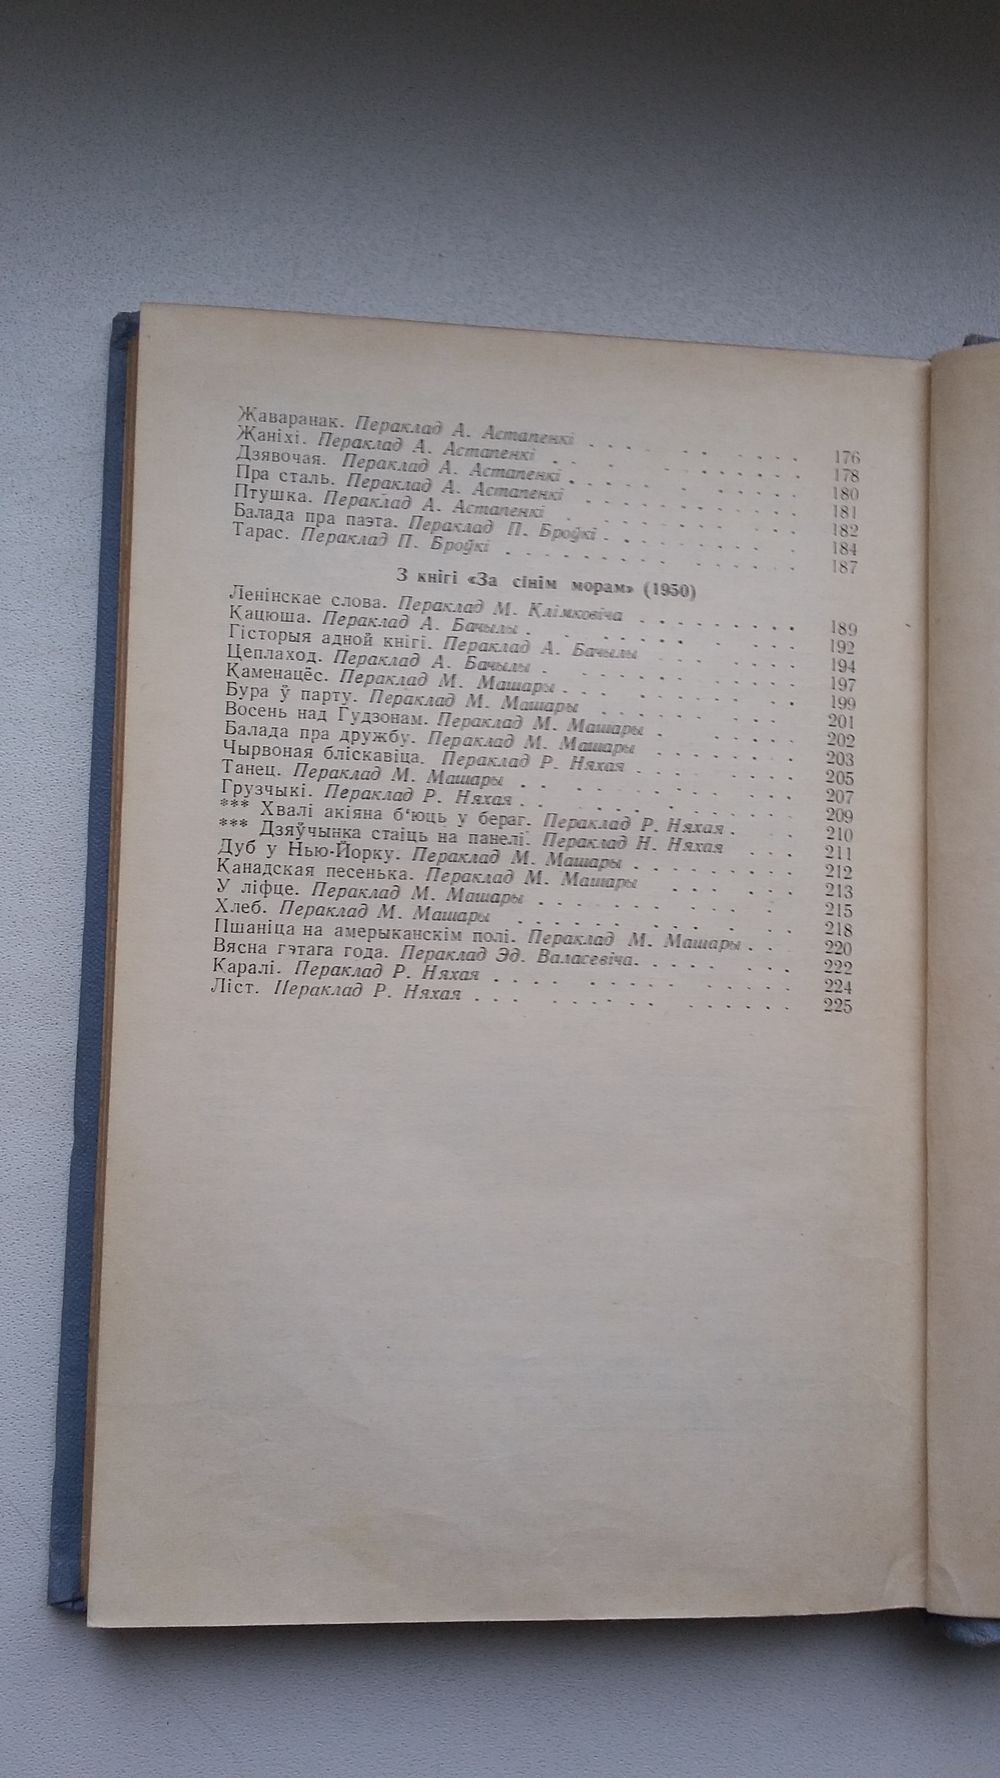 Жаваранак. Пераклад А. Астапенкі . . . . . . . . . 176
Жаніхі. Пераклад А. Астапенкі . . . . . . . . . 178
Дзявочая. Пераклад А. Астапенкі . . . . . . . . . 180
Пра сталь. Пераклад А. Астапенкі . . . . . . . . . 181
Птушка. Пераклад А. Астапенкі . . . . . . . . . 182
Балада пра паэта. Пераклад П. Броўкі . . . . . . . . . 184
Тарас. Пераклад П. Броўкі . . . . . . . . . 187
З кнігі «За сінім морам» (1950)
Ленінскае слова. Пераклад М. Клімковіча . . . . . . . . . 189
Кацюша. Пераклад А. Бачылы . . . . . . . . . 192
Гісторыя адной кнігі. Пераклад А. Бачылы . . . . . . . . . 194
Цеплаход. Пераклад А. Бачылы . . . . . . . . . 197
Каменацёс. Пераклад М. Машары . . . . . . . . . 199
Бура ў парту. Пераклад М. Машары . . . . . . . . . 201
Восень над Гудзонам. Пераклад М. Машары . . . . . . . . . 202
Балада пра дружбу. Пераклад М. Машары . . . . . . . . . 203
Чырвоная бліскавіца. Пераклад Р. Няхая . . . . . . . . . 205
Танец. Пераклад М. Машары . . . . . . . . . 207
Грузчыкі. Пераклад Р. Няхая . . . . . . . . . 209
*** Хвалі акіяна б'юць у бераг. Пераклад Р. Няхая . . . . 210
*** Дзяўчынка стаіць на панелі. Пераклад Н. Няхая . . . 211
Дуб у Нью-Йорку. Пераклад М. Машары . . . . . . . . . 212
Канадская песенька. Пераклад М. Машары . . . . . . . . . 213
У ліфце. Пераклад М. Машары . . . . . . . . . 215
Хлеб. Пераклад М. Машары . . . . . . . . . 218
Пшаніца на амерыканскім полі. Пераклад М. Машары . . . 220
Вясна гэтага года. Пераклад Эд. Валасевіча. . . . . . . . 222
Каралі. Пераклад Р. Няхая . . . . . . . . . 224
Ліст. Пераклад Р. Няхая . . . . . . . . . 225